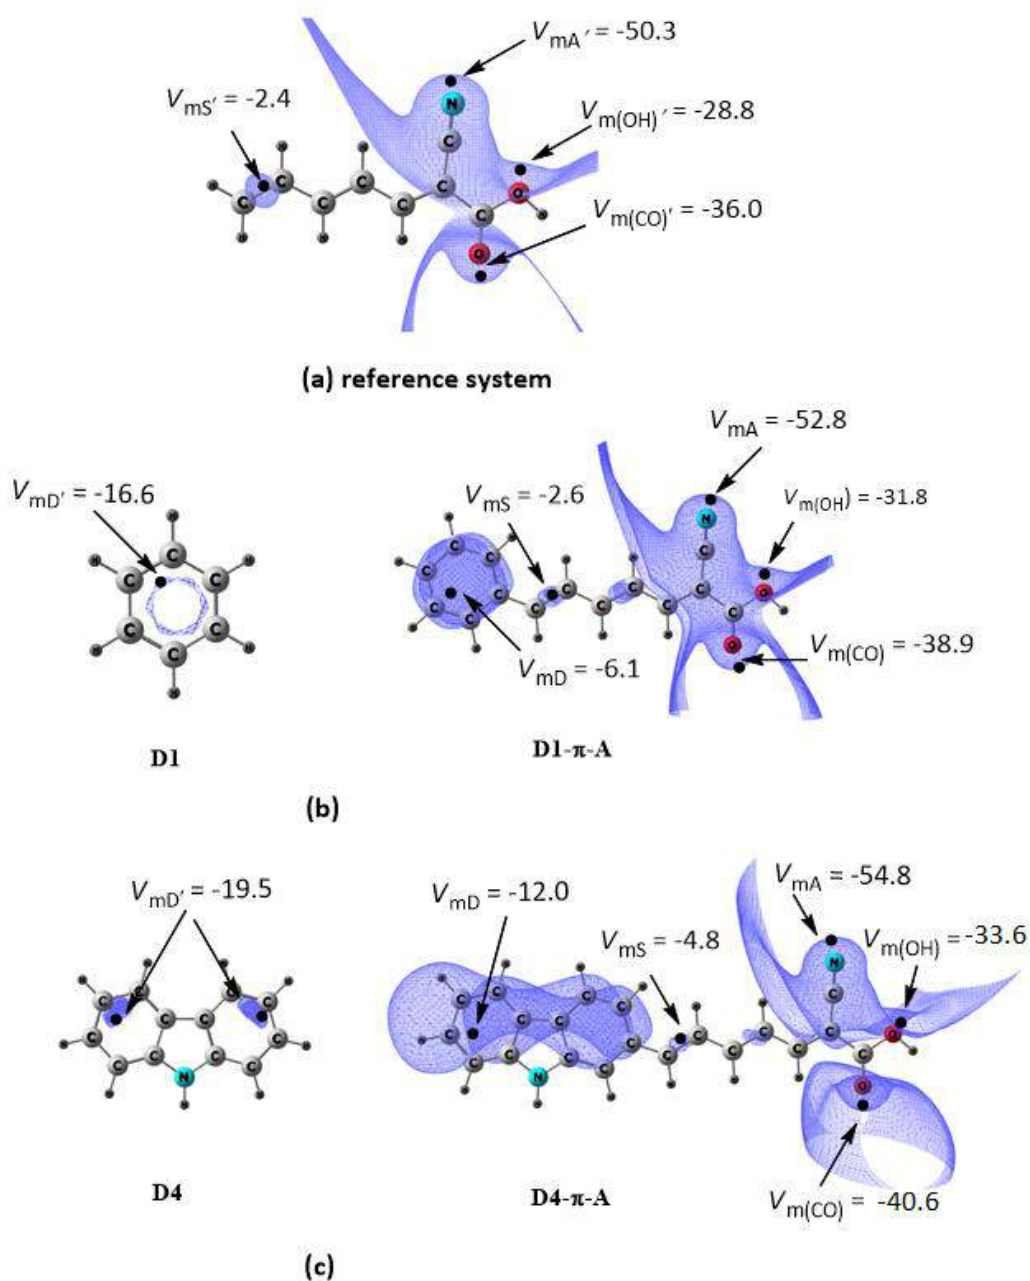 VmA′ = -50.3
VmS′ = -2.4
Vm(OH)′ = -28.8
Vm(CO)′ = -36.0
N
C
C C C C C C C
O
O
H H H H H H H
(a) reference system
VmA = -52.8
VmD′ = -16.6
VmS = -2.6
Vm(OH) = -31.8
VmD = -6.1
Vm(CO) = -38.9
D1
D1-π-A
(b)
VmD′ = -19.5
VmD = -12.0
VmA = -54.8
VmS = -4.8
Vm(OH) = -33.6
N
D4
D4-π-A
Vm(CO) = -40.6
(c)